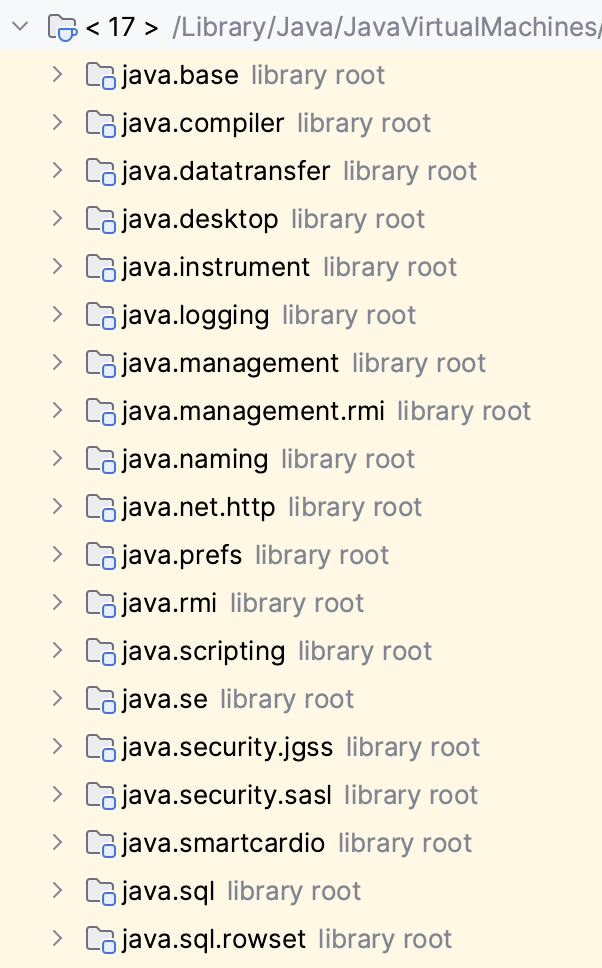 < 17 > /Library/Java/JavaVirtualMachines/
java.base library root
java.compiler library root
java.datatransfer library root
java.desktop library root
java.instrument library root
java.logging library root
java.management library root
java.management.rmi library root
java.naming library root
java.net.http library root
java.prefs library root
java.rmi library root
java.scripting library root
java.se library root
java.security.jgss library root
java.security.sasl library root
java.smartcardio library root
java.sql library root
java.sql.rowset library root